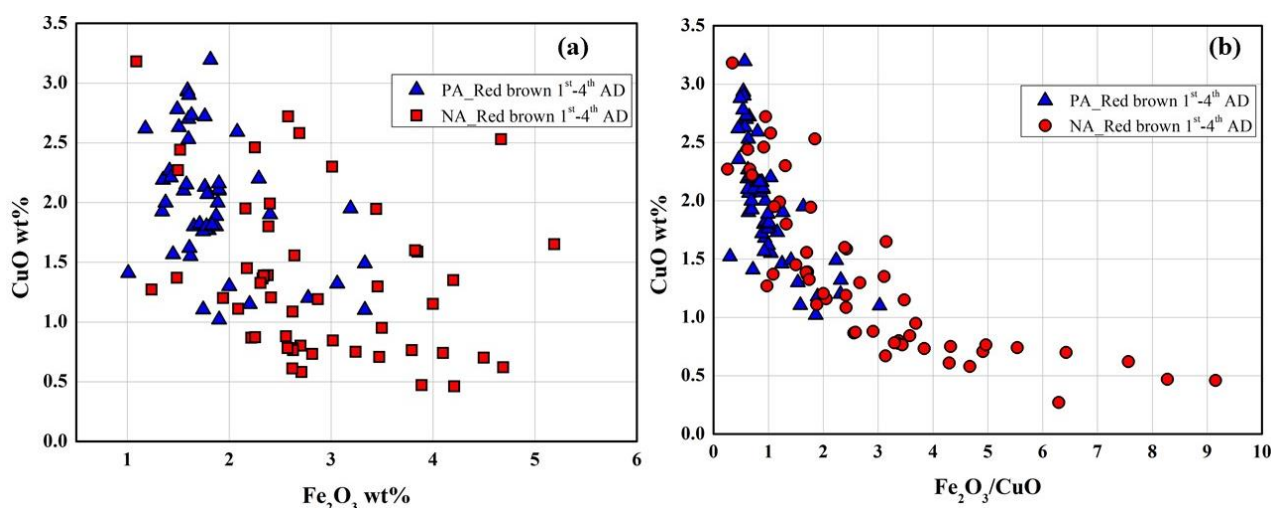 (a)
PA_Red brown 1st-4th AD
NA_Red brown 1st-4th AD
CuO wt%
3.5
3.0
2.5
2.0
1.5
1.0
0.5
0.0
1 2 3 4 5 6
Fe2O3 wt%
(b)
PA_Red brown 1st-4th AD
NA_Red brown 1st-4th AD
CuO wt%
3.5
3.0
2.5
2.0
1.5
1.0
0.5
0.0
0 1 2 3 4 5 6 7 8 9 10
Fe2O3/CuO